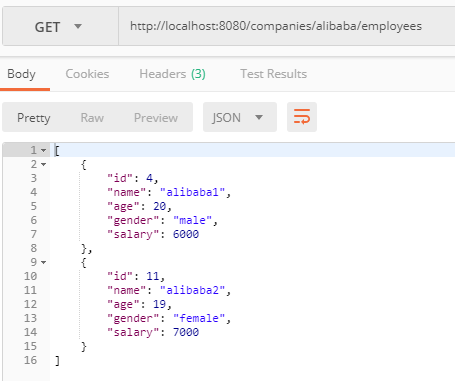 GET http://localhost:8080/companies/alibaba/employees
Body Cookies Headers (3) Test Results
Pretty Raw Preview JSON
1 [
2 {
3 "id": 4,
4 "name": "alibaba1",
5 "age": 20,
6 "gender": "male",
7 "salary": 6000
8 },
9 {
10 "id": 11,
11 "name": "alibaba2",
12 "age": 19,
13 "gender": "female",
14 "salary": 7000
15 }
16 ]